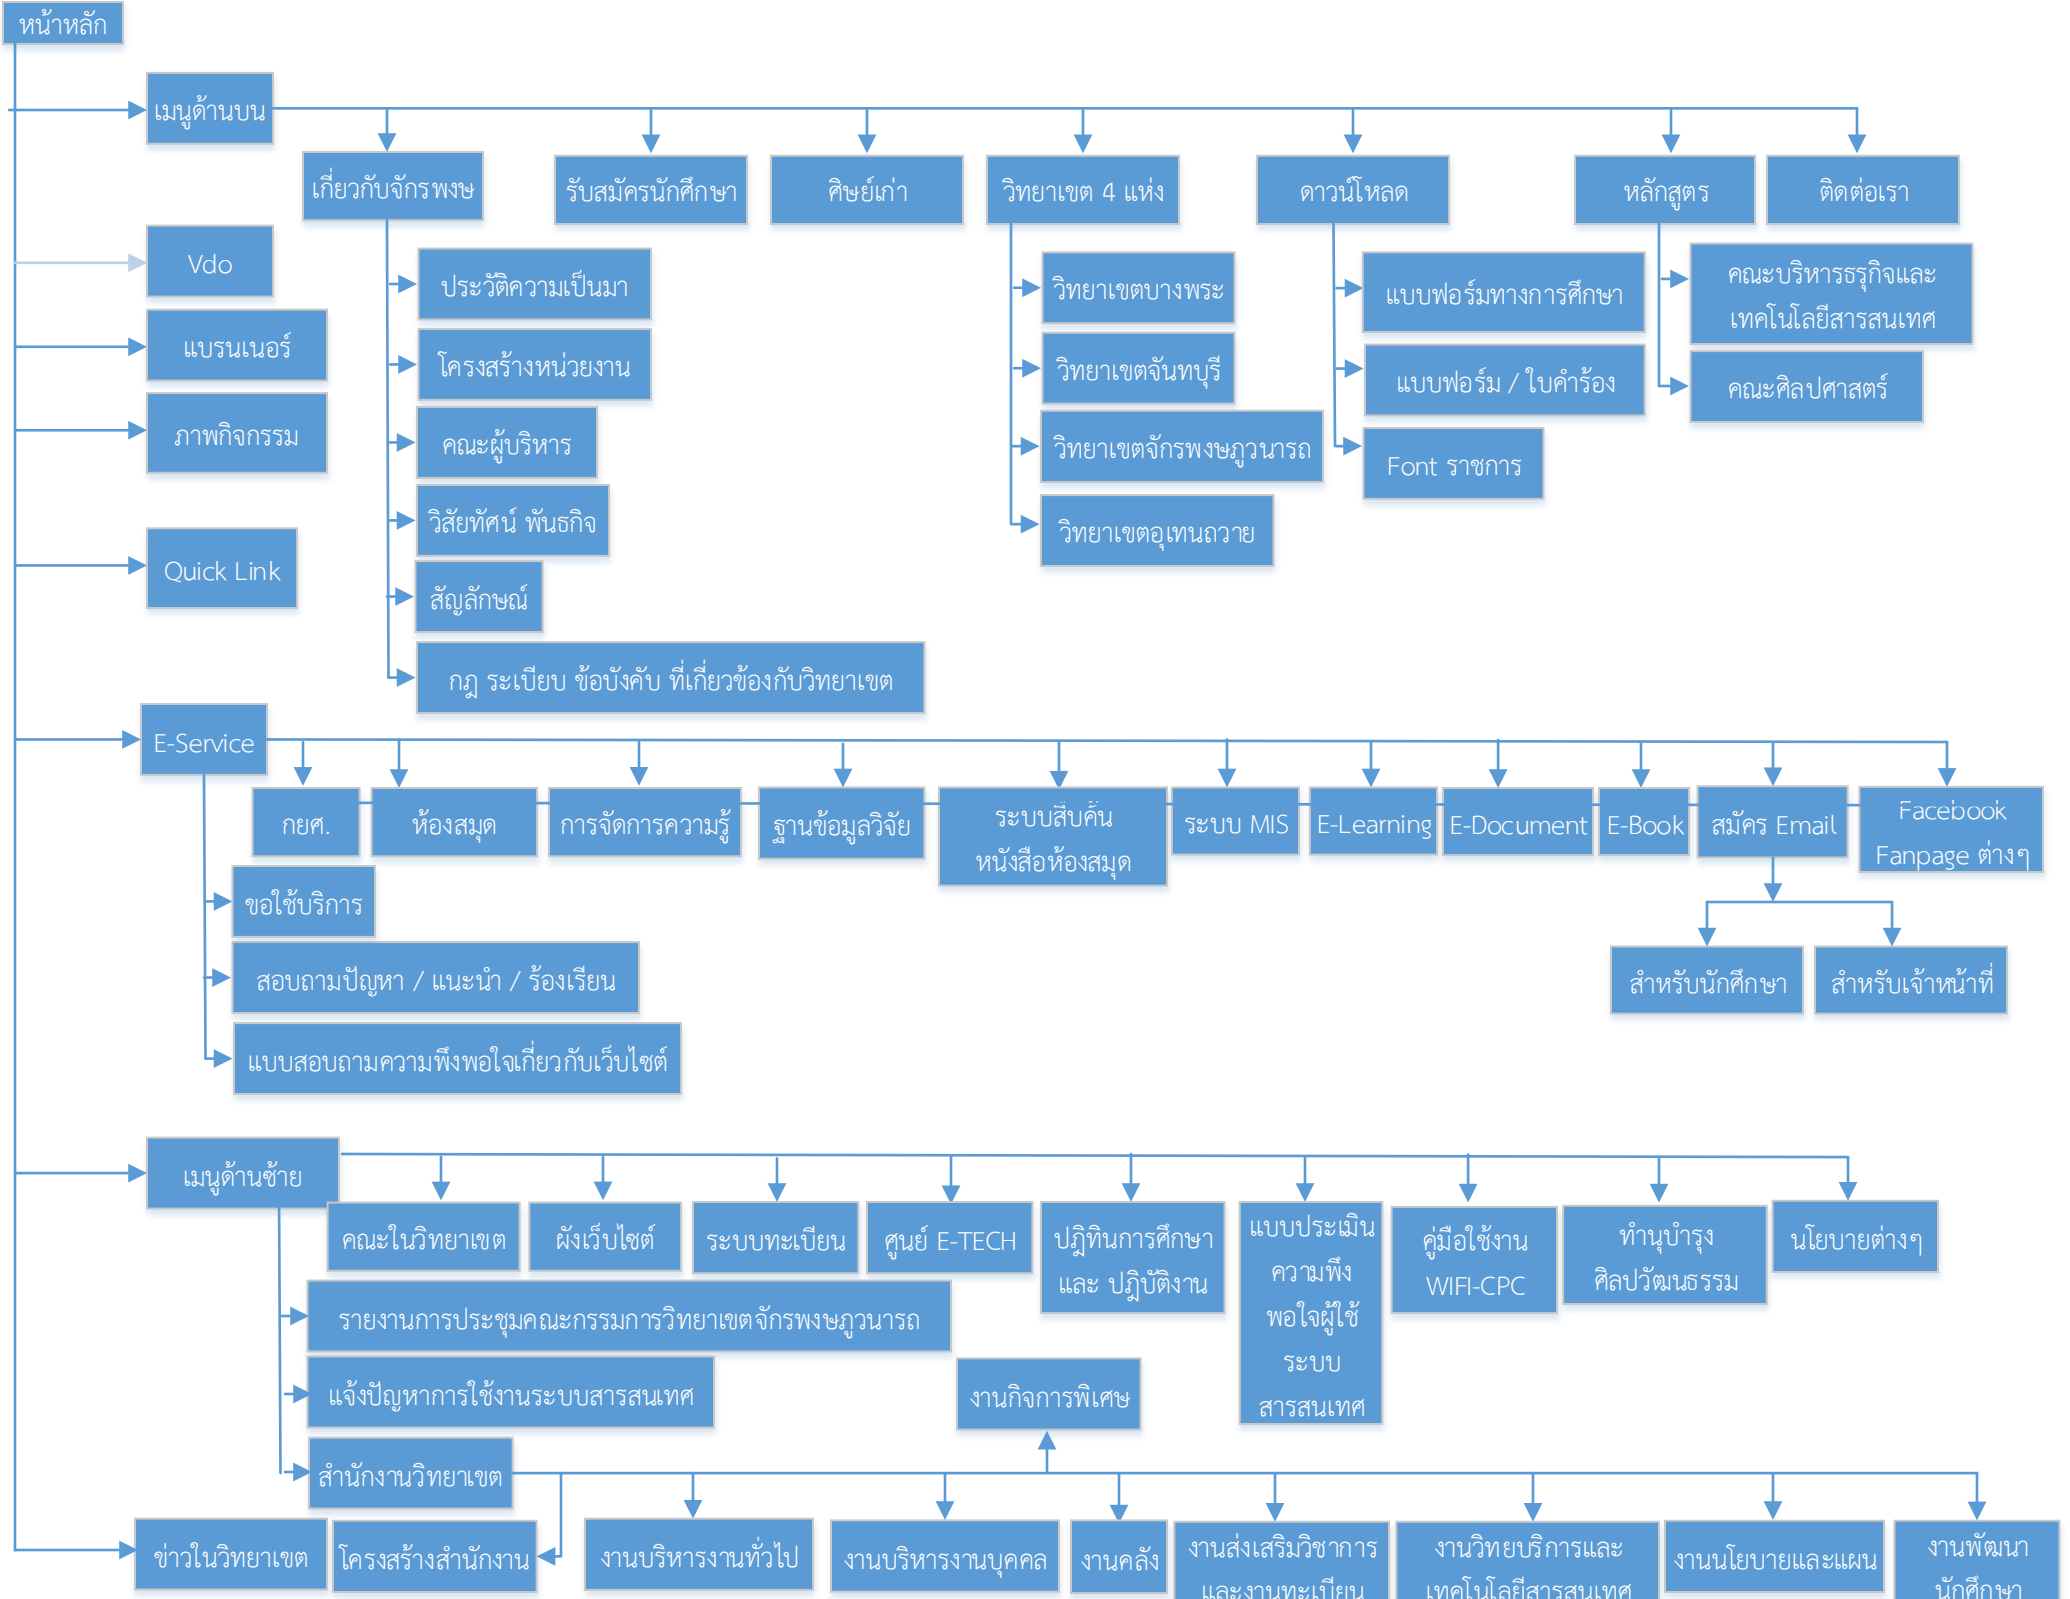 หน้าหลัก
เมนูด้านบน
เกี่ยวกับจักรพงษ
รับสมัครนักศึกษา
ศิษย์เก่า
วิทยาเขต 4 แห่ง
ดาวน์โหลด
หลักสูตร
ติดต่อเรา
ประวัติความเป็นมา
โครงสร้างหน่วยงาน
คณะผู้บริหาร
วิสัยทัศน์ พันธกิจ
สัญลักษณ์
กฎ ระเบียบ ข้อบังคับ ที่เกี่ยวข้องกับวิทยาเขต
วิทยาเขตบางพระ
วิทยาเขตจันทบุรี
วิทยาเขตจักรพงษภูวนารถ
วิทยาเขตอุเทนถวาย
แบบฟอร์มทางการศึกษา
แบบฟอร์ม / ใบคำร้อง
Font ราชการ
คณะบริหารธรุกิจและ
เทคโนโลยีสารสนเทศ
คณะศิลปศาสตร์
Vdo
แบรนเนอร์
ภาพกิจกรรม
Quick Link
E-Service
กยศ.
ห้องสมุด
การจัดการความรู้
ฐานข้อมูลวิจัย
ระบบสืบค้น
หนังสือห้องสมุด
ระบบ MIS
E-Learning
E-Document
E-Book
สมัคร Email
Facebook
Fanpage ต่างๆ
สำหรับนักศึกษา
สำหรับเจ้าหน้าที่
ขอใช้บริการ
สอบถามปัญหา / แนะนำ / ร้องเรียน
แบบสอบถามความพึงพอใจเกี่ยวกับเว็บไซต์
เมนูด้านซ้าย
คณะในวิทยาเขต
ผังเว็บไซต์
ระบบทะเบียน
ศูนย์ E-TECH
ปฎิทินการศึกษา
และ ปฎิบัติงาน
แบบประเมิน
ความพึง
พอใจผู้ใช้
ระบบ
สารสนเทศ
คู่มือใช้งาน
WIFI-CPC
ทำนุบำรุง
ศิลปวัฒนธรรม
นโยบายต่างๆ
รายงานการประชุมคณะกรรมการวิทยาเขตจักรพงษภูวนารถ
แจ้งปัญหาการใช้งานระบบสารสนเทศ
งานกิจการพิเศษ
สำนักงานวิทยาเขต
ข่าวในวิทยาเขต
โครงสร้างสำนักงาน
งานบริหารงานทั่วไป
งานบริหารงานบุคคล
งานคลัง
งานส่งเสริมวิชาการ
และงานทะเบียน
งานวิทยบริการและ
เทคโนโลยีสารสนเทศ
งานนโยบายและแผน
งานพัฒนา
นักศึกษา